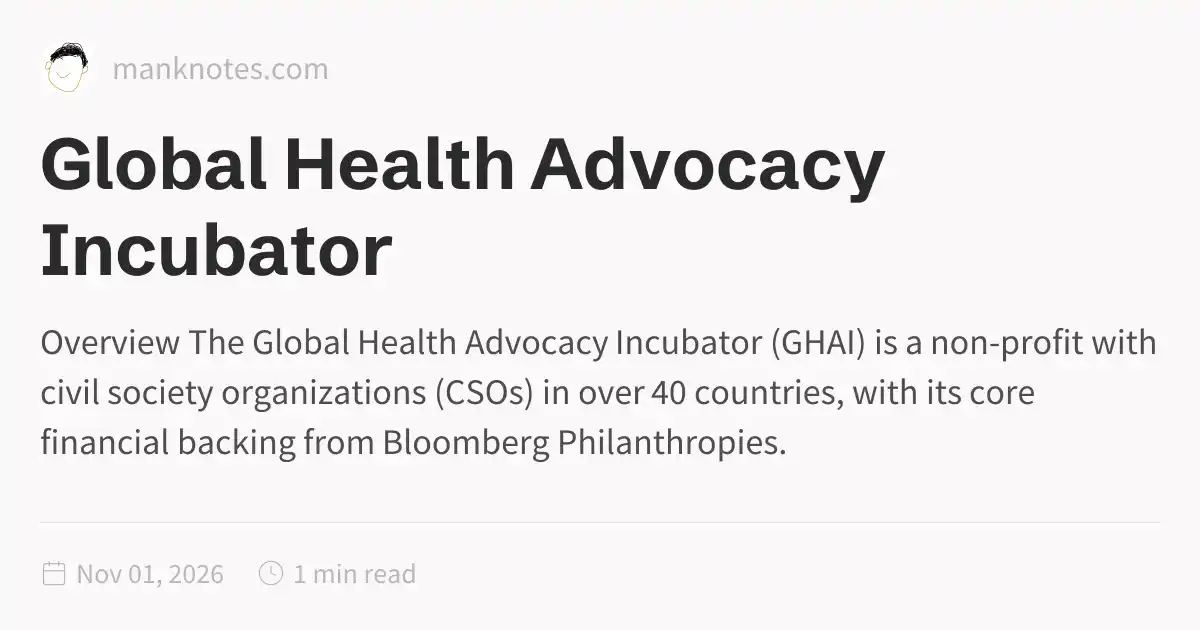 manknotes.com
Global Health Advocacy
Incubator
Overview The Global Health Advocacy Incubator (GHAI) is a non-profit with
civil society organizations (CSOs) in over 40 countries, with its core
financial backing from Bloomberg Philanthropies.
Nov 01, 2026 1 min read